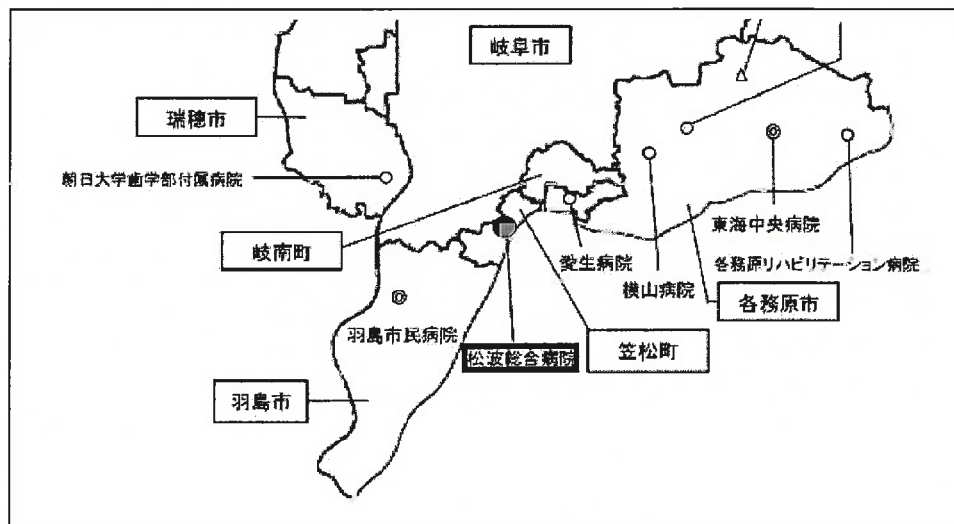 岐阜市
瑞穂市
朝日大学歯学部付属病院
岐南町
東海中央病院
愛生病院
各務原リハビリテーション病院
横山病院
各務原市
羽島市民病院
松波総合病院
笠松町
羽島市